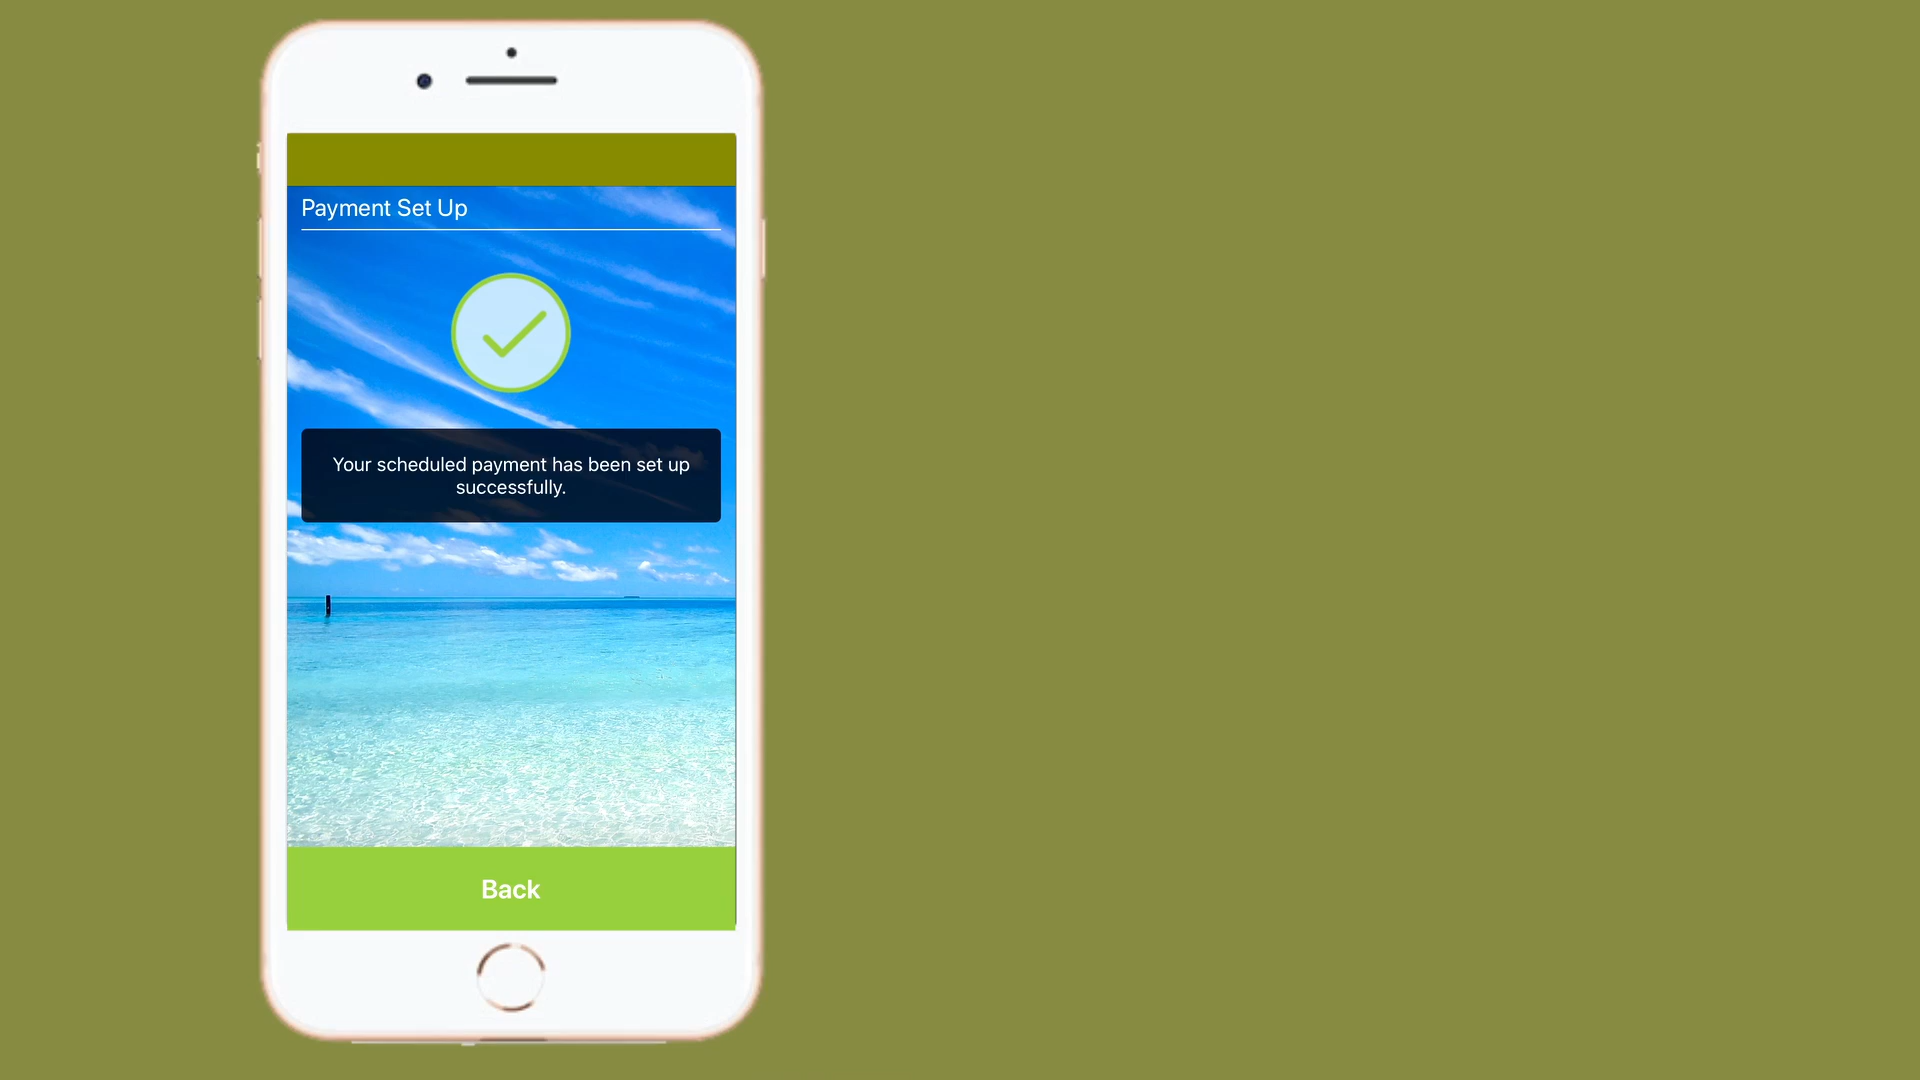 Payment Set Up
Your scheduled payment has been set up
successfully.
Back